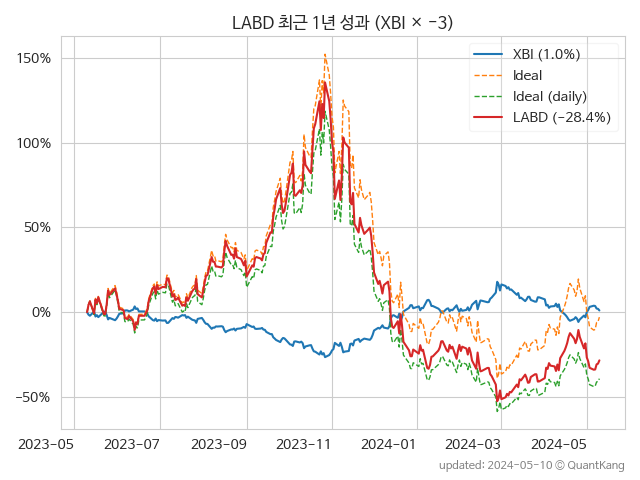 LABD 최근 1년 성과 (XBI × −3)
XBI (1.0%)
Ideal
Ideal (daily)
LABD (−28.4%)
150%
100%
50%
0%
−50%
2023-05 2023-07 2023-09 2023-11 2024-01 2024-03 2024-05
updated: 2024-05-10 © QuantKang